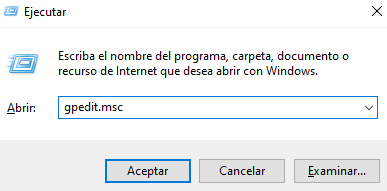 Ejecutar
Escriba el nombre del programa, carpeta, documento o
recurso de Internet que desea abrir con Windows.
Abrir: gpedit.msc
Aceptar Cancelar Examinar...